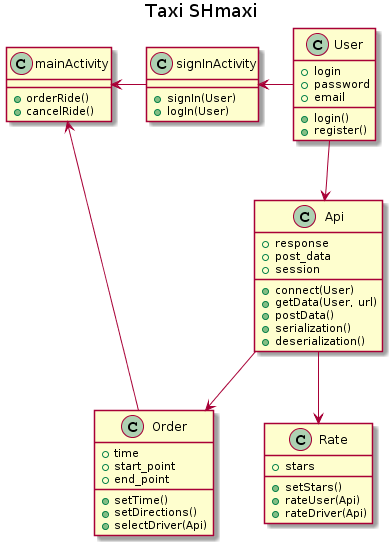 Taxi SHmaxi
C mainActivity
orderRide()
cancelRide()
C signInActivity
signIn(User)
logIn(User)
C User
login
password
email
login()
register()
C Api
response
post_data
session
connect(User)
getData(User, url)
postData()
serialization()
deserialization()
C Order
time
start_point
end_point
setTime()
setDirections()
selectDriver(Api)
C Rate
stars
setStars()
rateUser(Api)
rateDriver(Api)